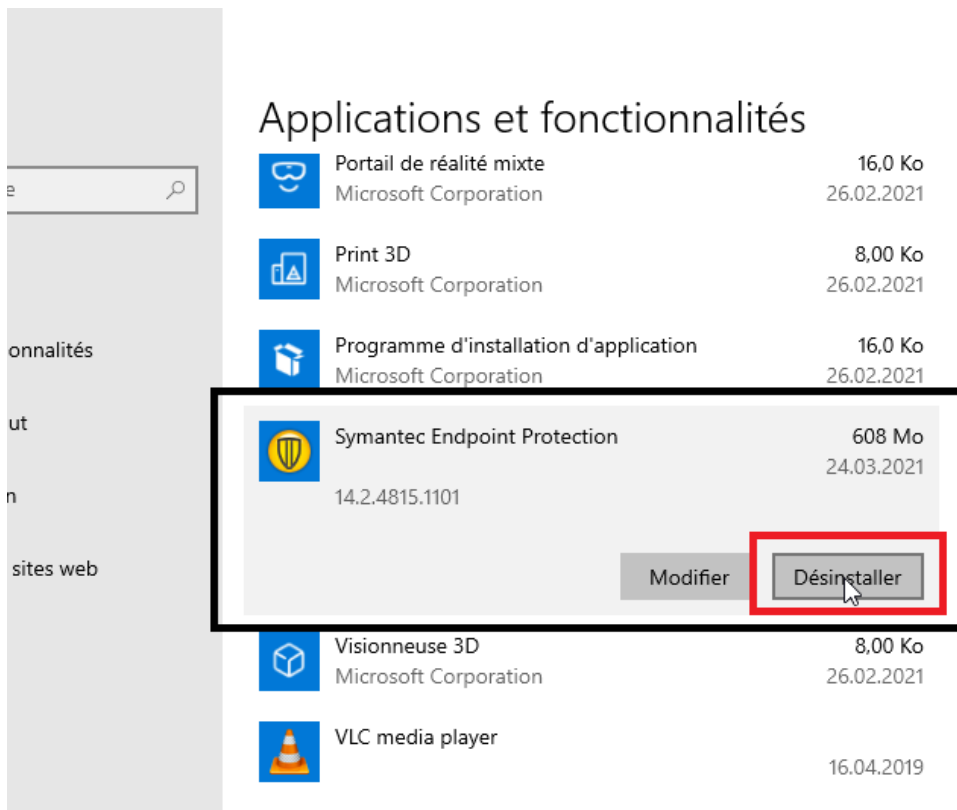 Applications et fonctionnalités
Portail de réalité mixte 16,0 Ko
Microsoft Corporation 26.02.2021
e
Print 3D 8,00 Ko
Microsoft Corporation 26.02.2021
onnalités
Programme d'installation d'application 16,0 Ko
Microsoft Corporation 26.02.2021
ut
Symantec Endpoint Protection 608 Mo
24.03.2021
n
14.2.4815.1101
sites web
Modifier Désinstaller
Visionneuse 3D 8,00 Ko
Microsoft Corporation 26.02.2021
VLC media player
16.04.2019